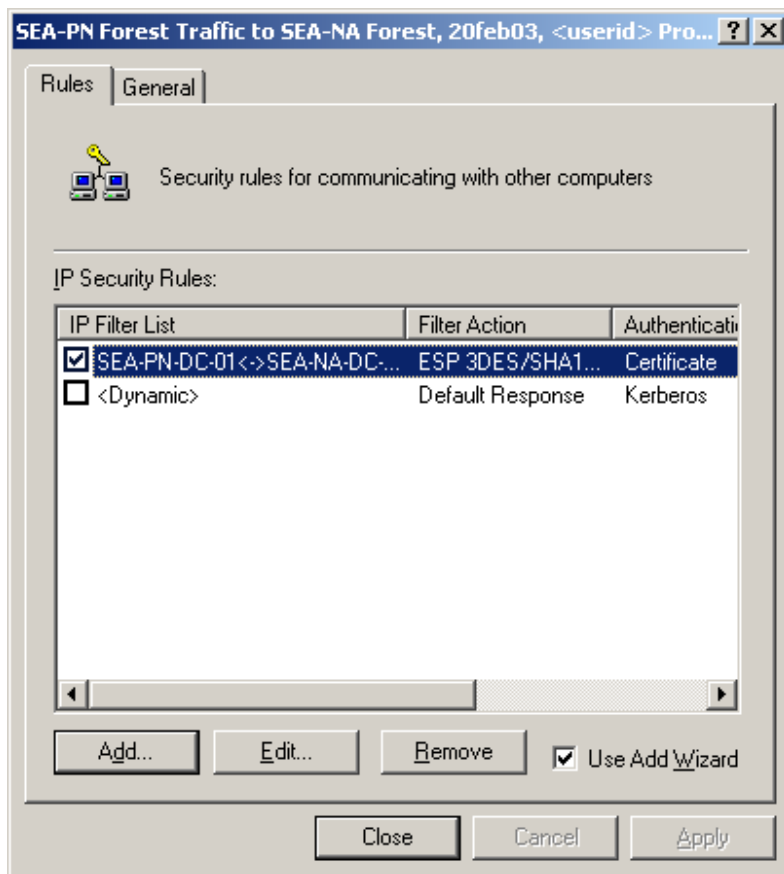 SEA-PN Forest Traffic to SEA-NA Forest, 20feb03, <userid> Pro...
Rules General
Security rules for communicating with other computers
IP Security Rules:
IP Filter List Filter Action Authenticati
SEA-PN-DC-01<->SEA-NA-DC-... ESP 3DES/SHA1... Certificate
<Dynamic> Default Response Kerberos
Add... Edit... Remove Use Add Wizard
Close Cancel Apply